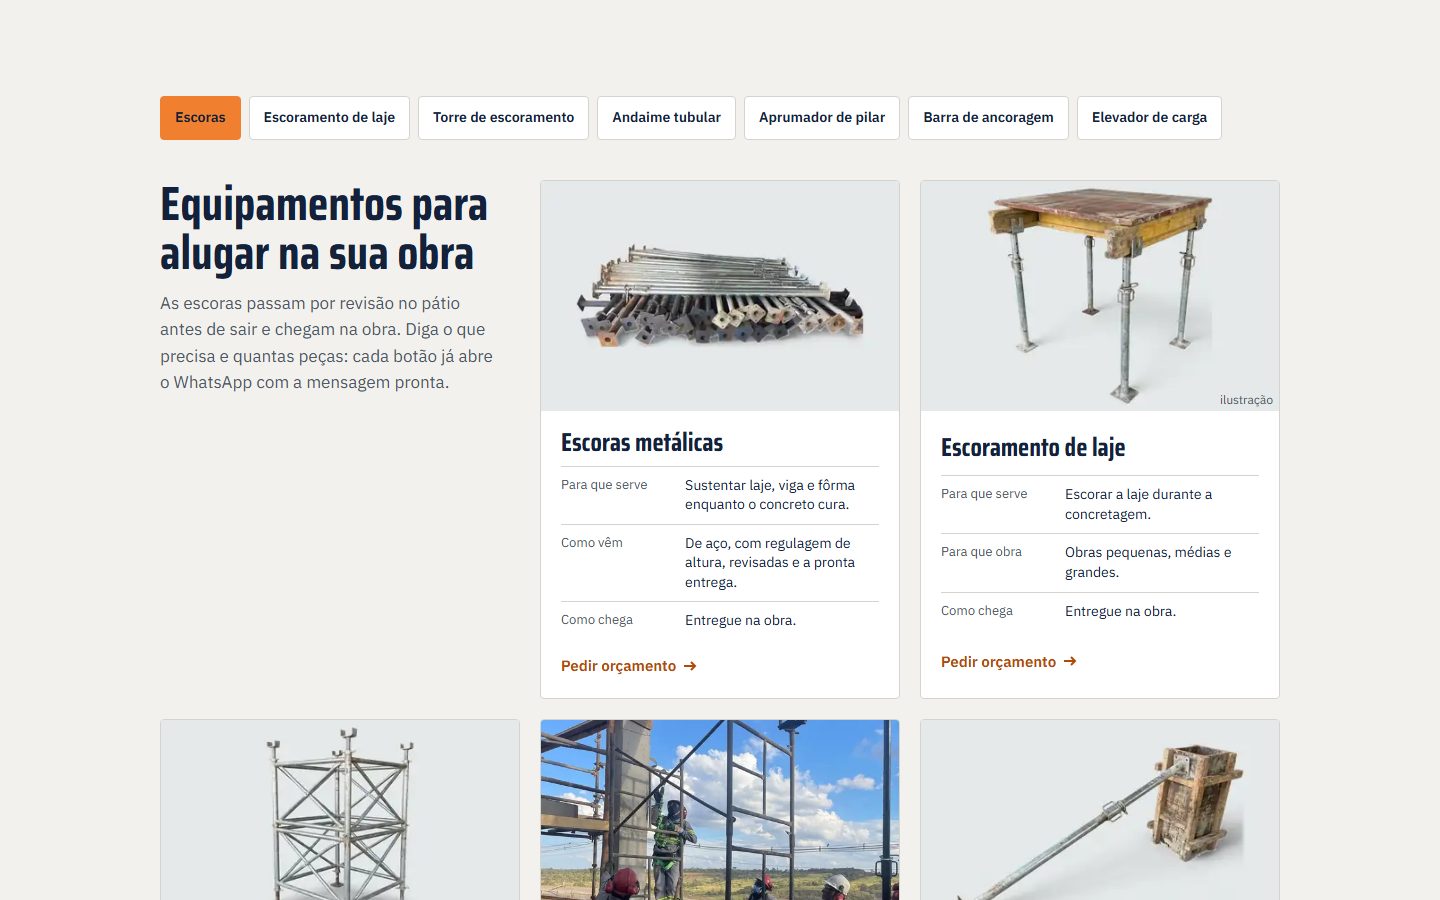 Escoras
Escoramento de laje
Torre de escoramento
Andaime tubular
Aprumador de pilar
Barra de ancoragem
Elevador de carga
Equipamentos para
alugar na sua obra
As escoras passam por revisão no pátio
antes de sair e chegam na obra. Diga o que
precisa e quantas peças: cada botão já abre
o WhatsApp com a mensagem pronta.
Escoras metálicas
Para que serve
Sustentar laje, viga e fôrma
enquanto o concreto cura.
Como vêm
De aço, com regulagem de
altura, revisadas e a pronta
entrega.
Como chega
Entregue na obra.
Pedir orçamento →
ilustração
Escoramento de laje
Para que serve
Escorar a laje durante a
concretagem.
Para que obra
Obras pequenas, médias e
grandes.
Como chega
Entregue na obra.
Pedir orçamento →